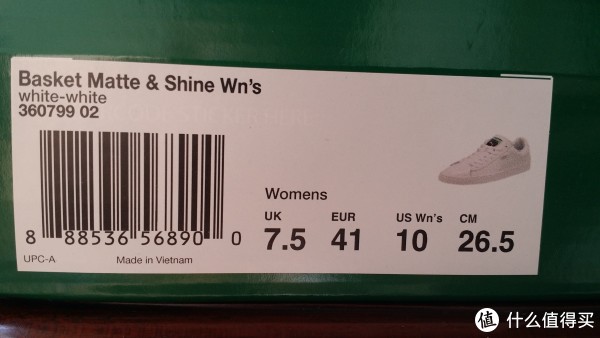 Basket Matte & Shine Wn's
white-white
360799 02
8 88536 56890 0
UPC-A Made in Vietnam
Womens
UK EUR US Wn's CM
7.5 41 10 26.5
值 什么值得买